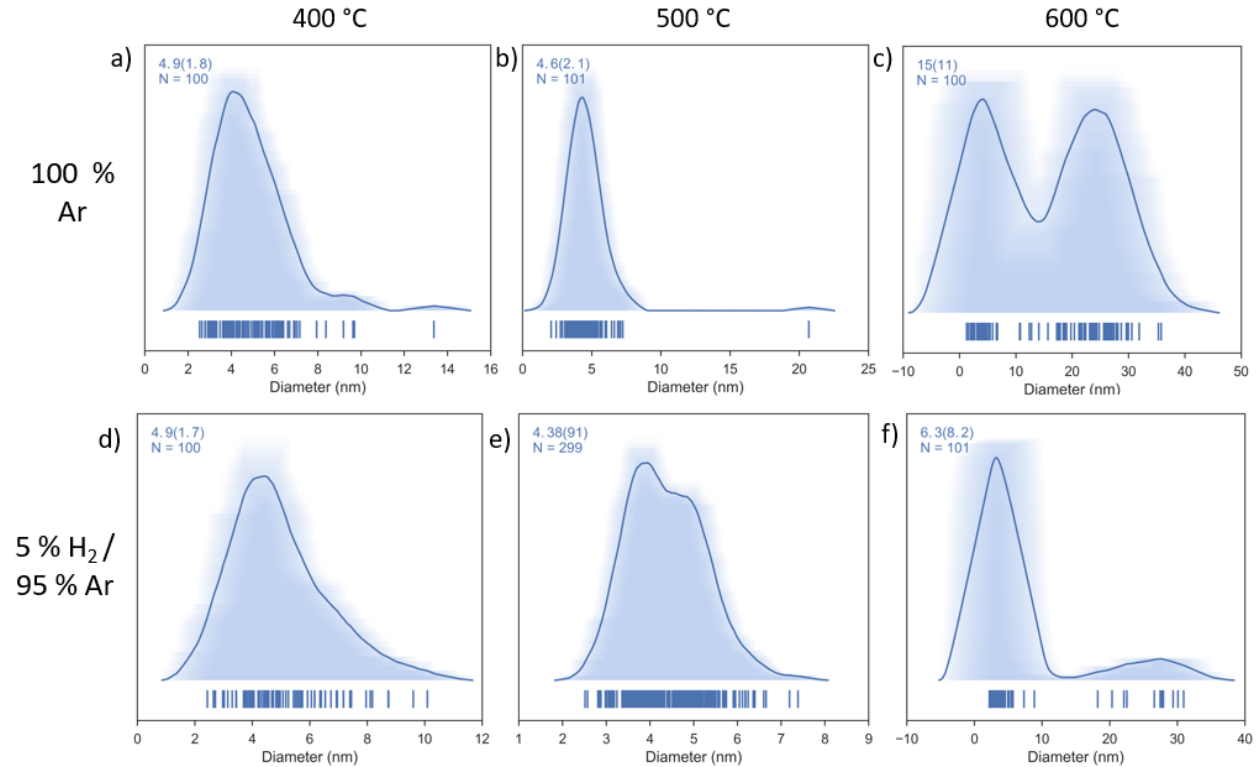 400 °C
500 °C
600 °C
100 %
Ar
a)
4.9(1.8)
N = 100
0 2 4 6 8 10 12 14 16
Diameter (nm)
b)
4.6(2.1)
N = 101
0 5 10 15 20 25
Diameter (nm)
c)
15(11)
N = 100
−10 0 10 20 30 40 50
Diameter (nm)
5 % H₂ /
95 % Ar
d)
4.9(1.7)
N = 100
0 2 4 6 8 10 12
Diameter (nm)
e)
4.38(91)
N = 299
1 2 3 4 5 6 7 8 9
Diameter (nm)
f)
6.3(8.2)
N = 101
−10 0 10 20 30 40
Diameter (nm)